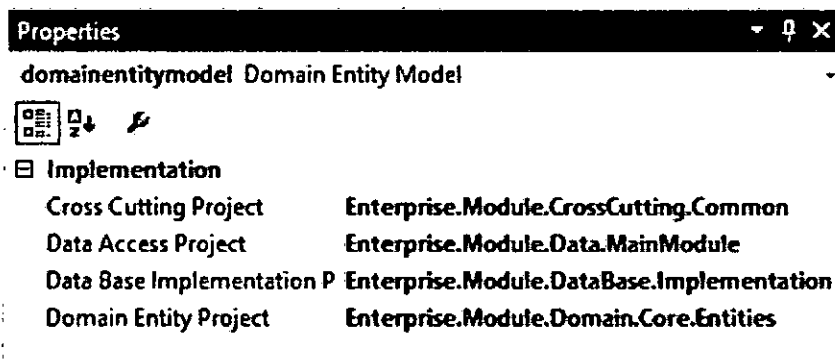 Properties
domainentitymodel Domain Entity Model
Implementation
Cross Cutting Project Enterprise.Module.CrossCutting.Common
Data Access Project Enterprise.Module.Data.MainModule
Data Base Implementation P Enterprise.Module.DataBase.Implementation
Domain Entity Project Enterprise.Module.Domain.Core.Entities